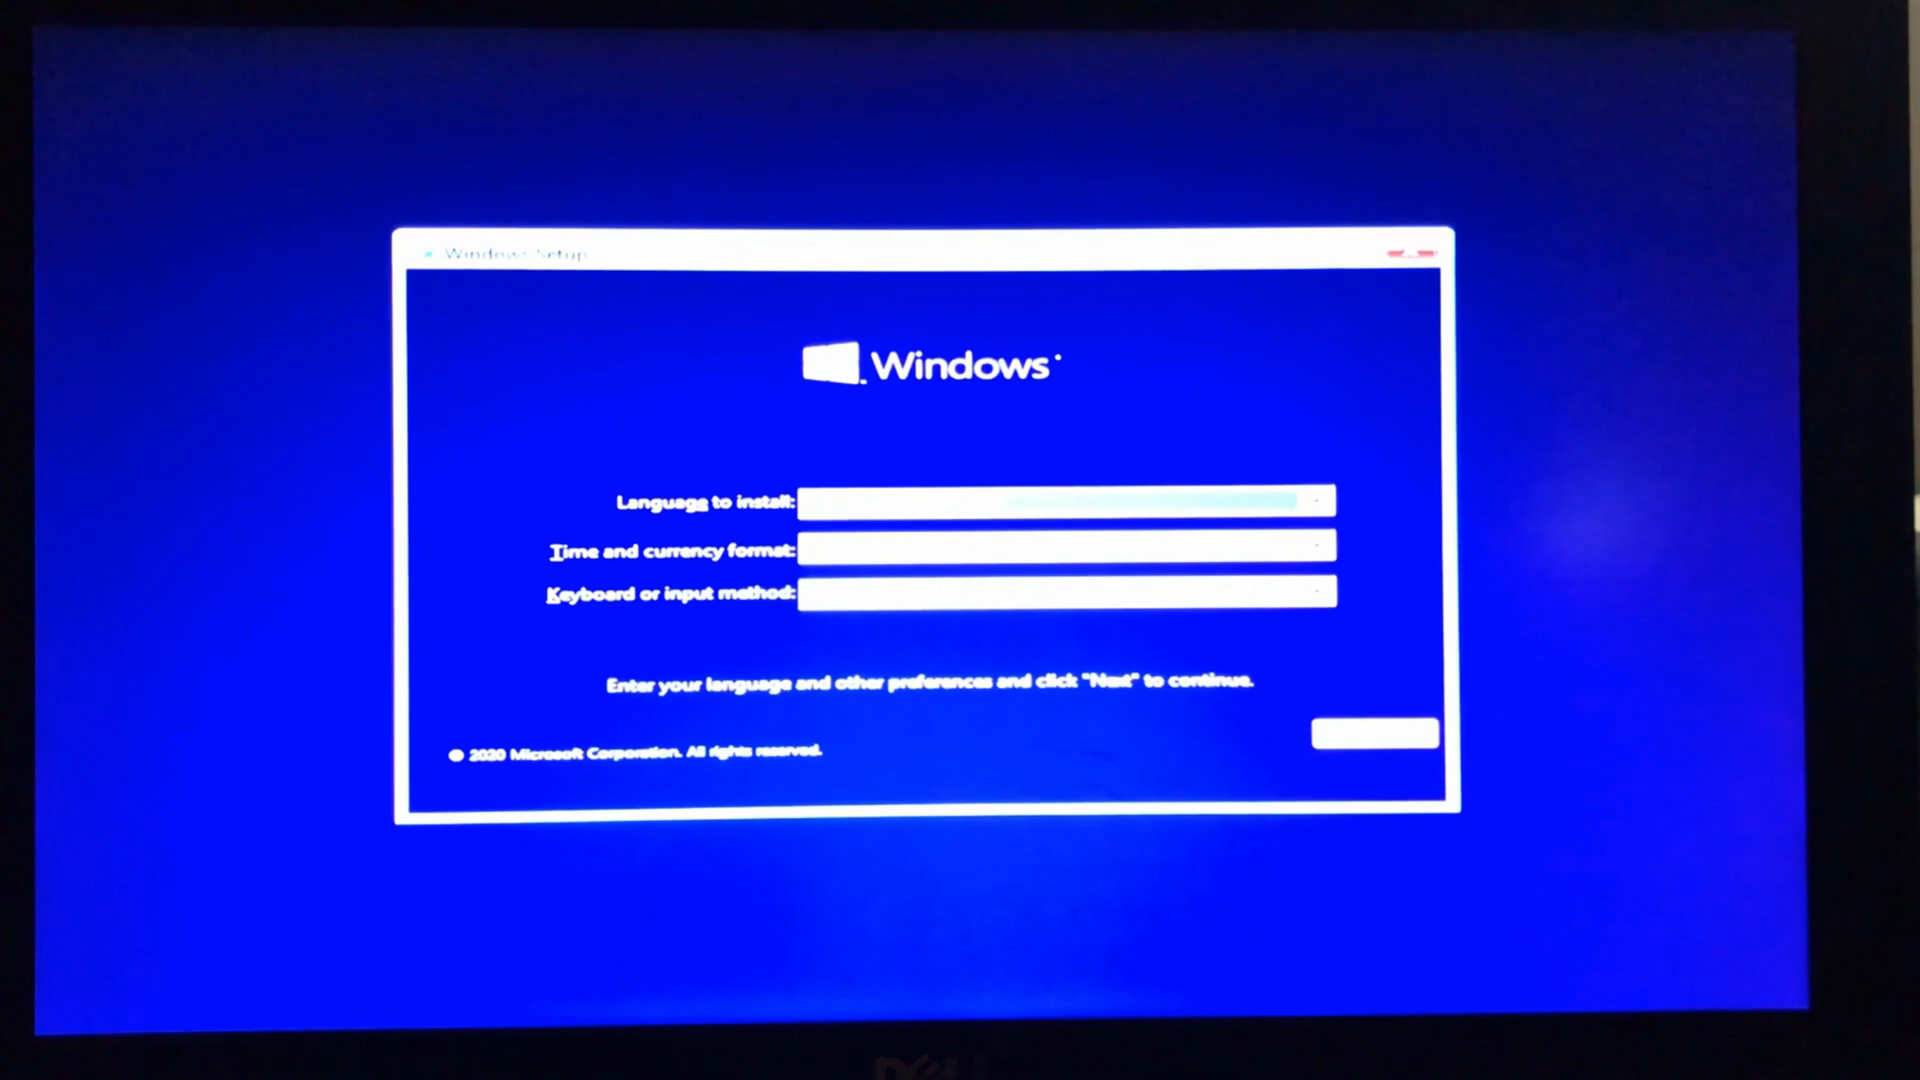 Windows Setup
Windows
Language to install:
Time and currency format:
Keyboard or input method:
Enter your language and other preferences and click "Next" to continue.
© 2020 Microsoft Corporation. All rights reserved.
DELL